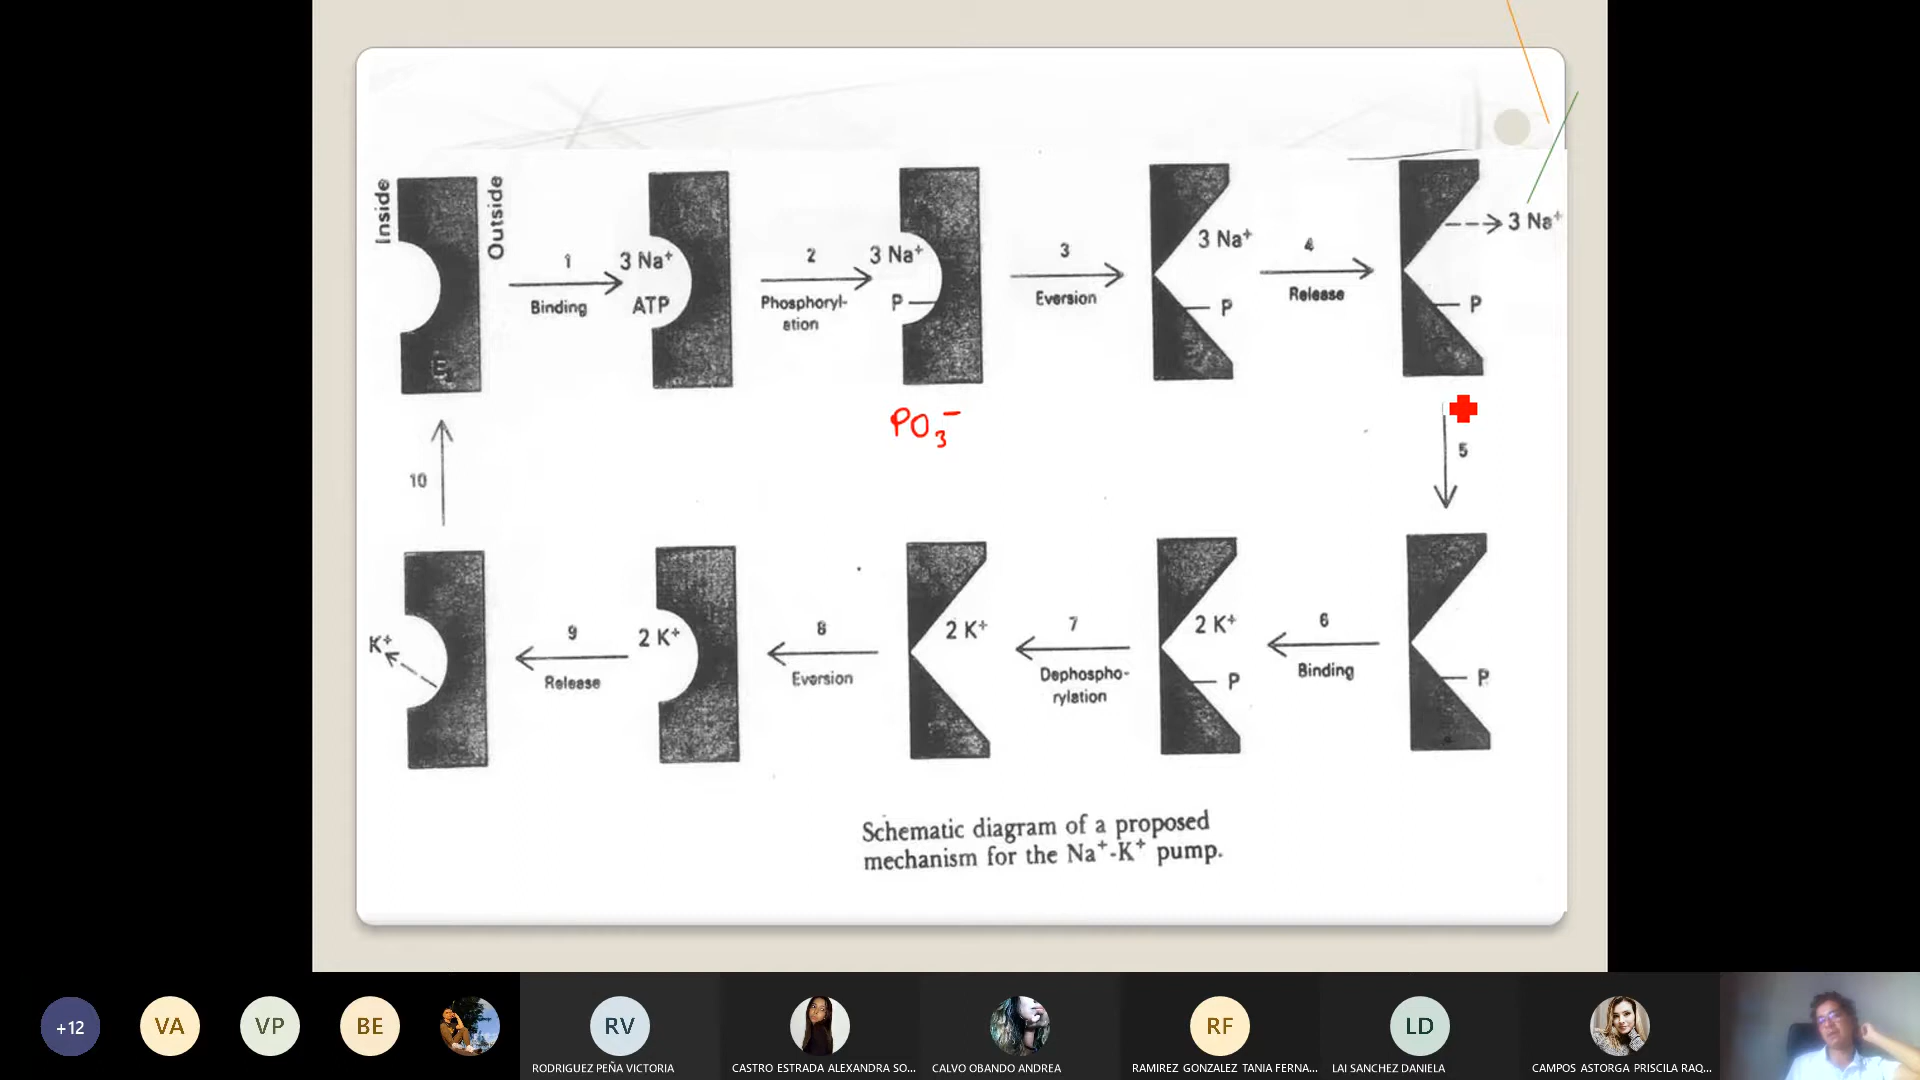 Inside
Outside
1
Binding
3 Na⁺
ATP
2
Phosphoryl-
ation
3 Na⁺
P
3
Eversion
3 Na⁺
P
4
Release
3 Na⁺
P
PO₃⁻
5
10
K⁺
9
Release
2 K⁺
8
Eversion
2 K⁺
7
Dephospho-
rylation
2 K⁺
P
6
Binding
P
Schematic diagram of a proposed
mechanism for the Na⁺-K⁺ pump.
+12
VA
VP
BE
RV
RF
LD
RODRIGUEZ PEÑA VICTORIA
CASTRO ESTRADA ALEXANDRA SO...
CALVO OBANDO ANDREA
RAMIREZ GONZALEZ TANIA FERNA...
LAI SANCHEZ DANIELA
CAMPOS ASTORGA PRISCILA RAQ...